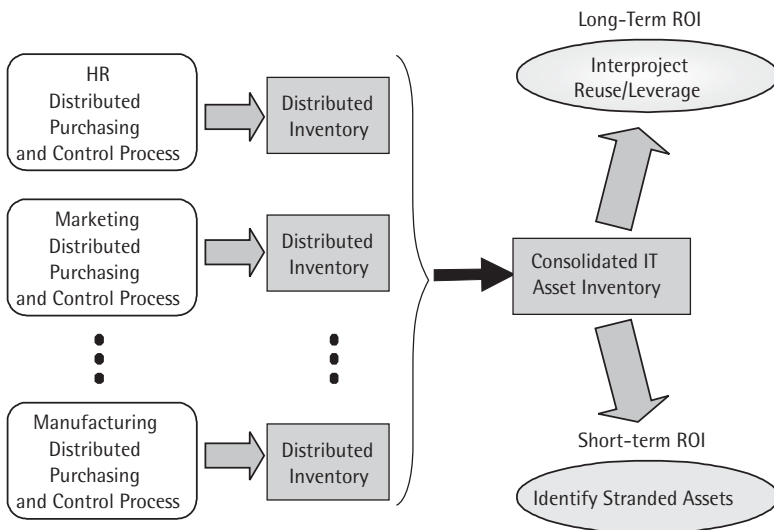 HR
Distributed
Purchasing
and Control Process
Distributed
Inventory
Marketing
Distributed
Purchasing
and Control Process
Distributed
Inventory
Manufacturing
Distributed
Purchasing
and Control Process
Distributed
Inventory
Consolidated IT
Asset Inventory
Long-Term ROI
Interproject
Reuse/Leverage
Short-term ROI
Identify Stranded Assets